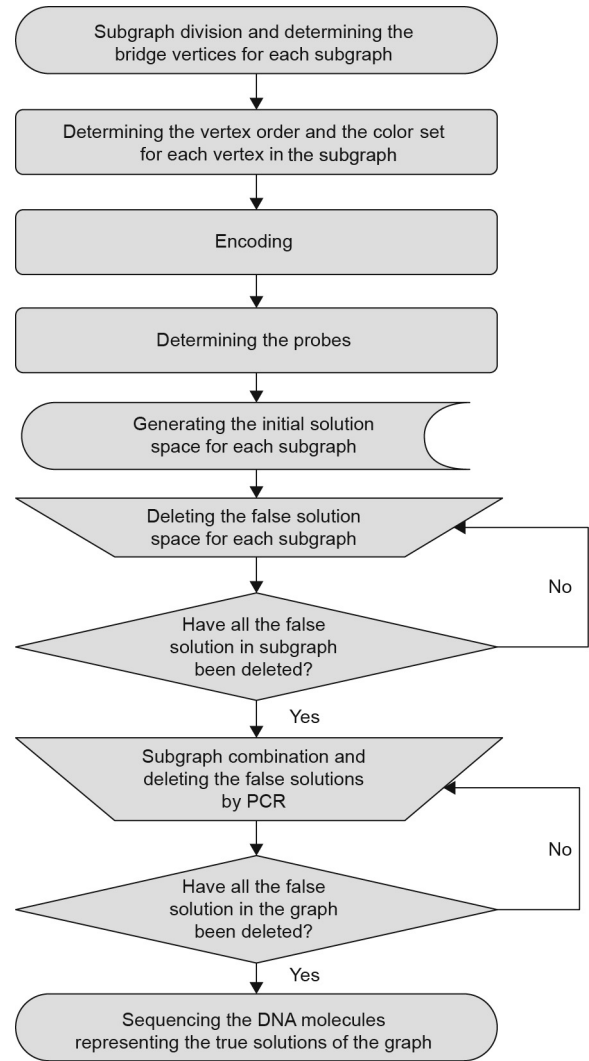 Subgraph division and determining the
bridge vertices for each subgraph
Determining the vertex order and the color set
for each vertex in the subgraph
Encoding
Determining the probes
Generating the initial solution
space for each subgraph
Deleting the false solution
space for each subgraph
No
Have all the false
solution in subgraph
been deleted?
Yes
Subgraph combination and
deleting the false solutions
by PCR
No
Have all the false
solution in the graph
been deleted?
Yes
Sequencing the DNA molecules
representing the true solutions of the graph